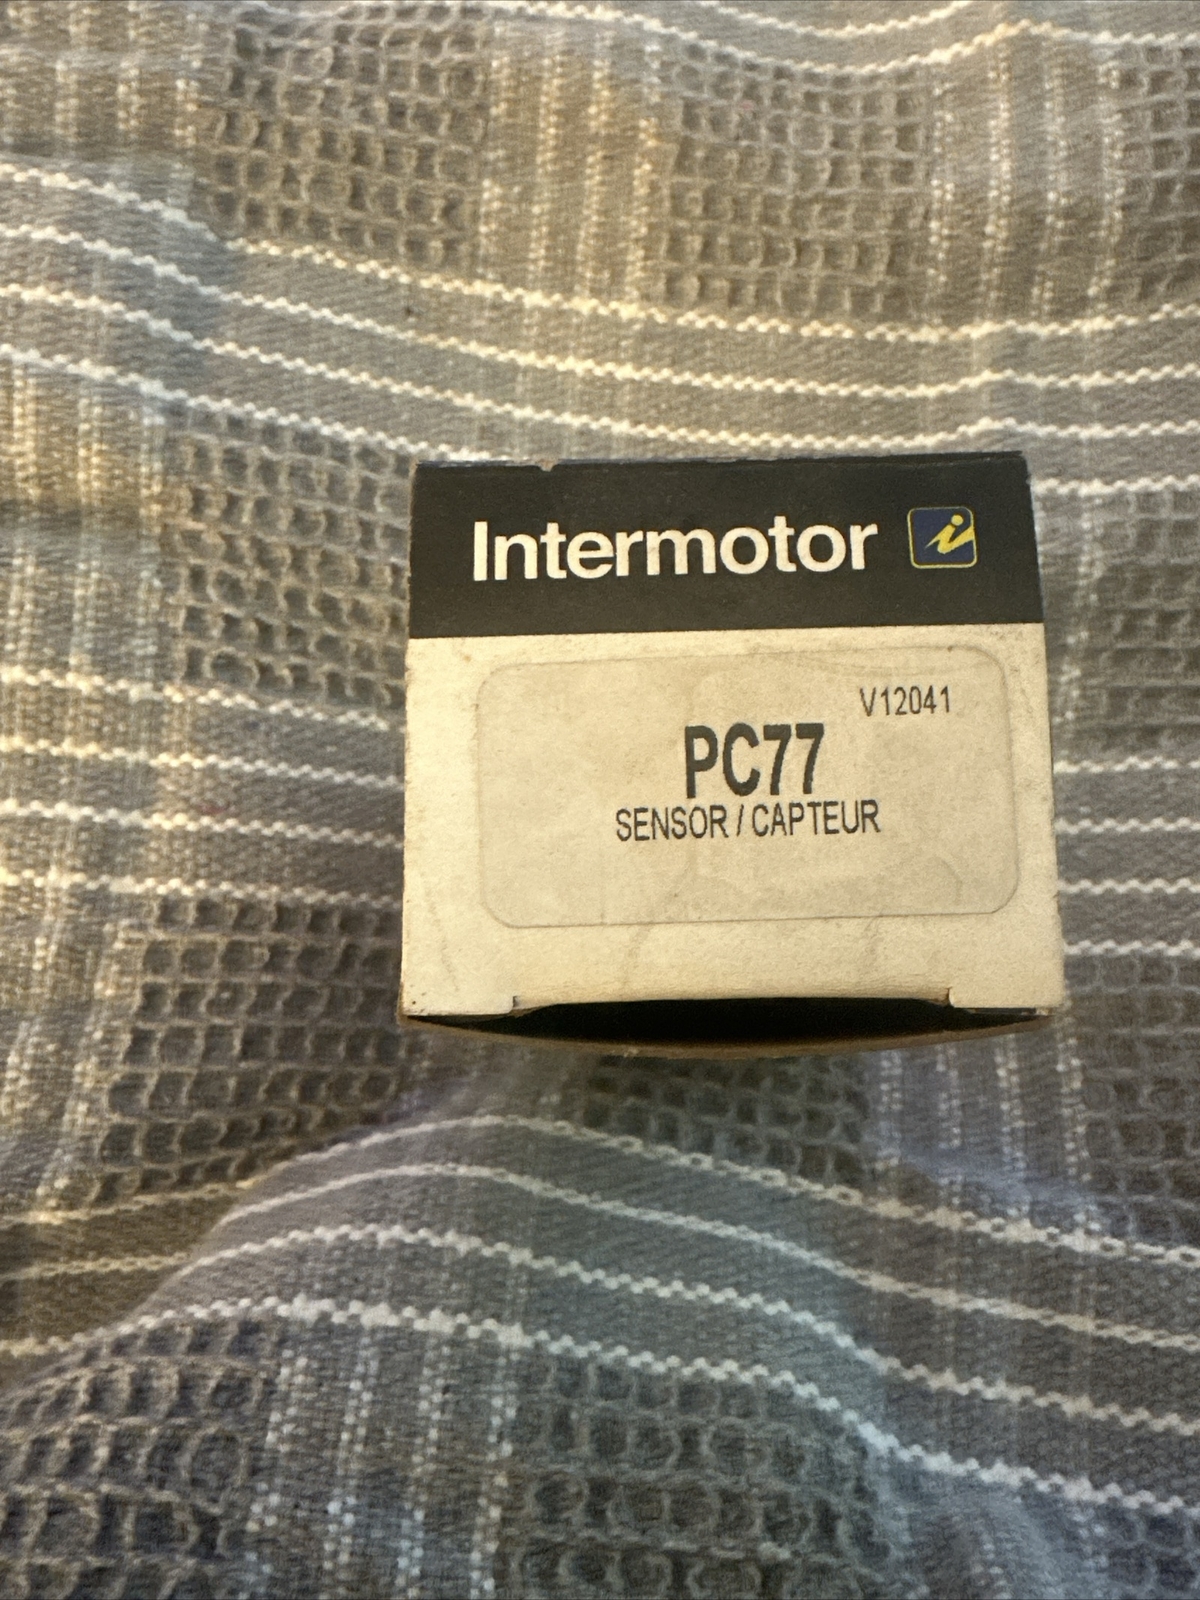 Intermotor
V12041
PC77
SENSOR / CAPTEUR